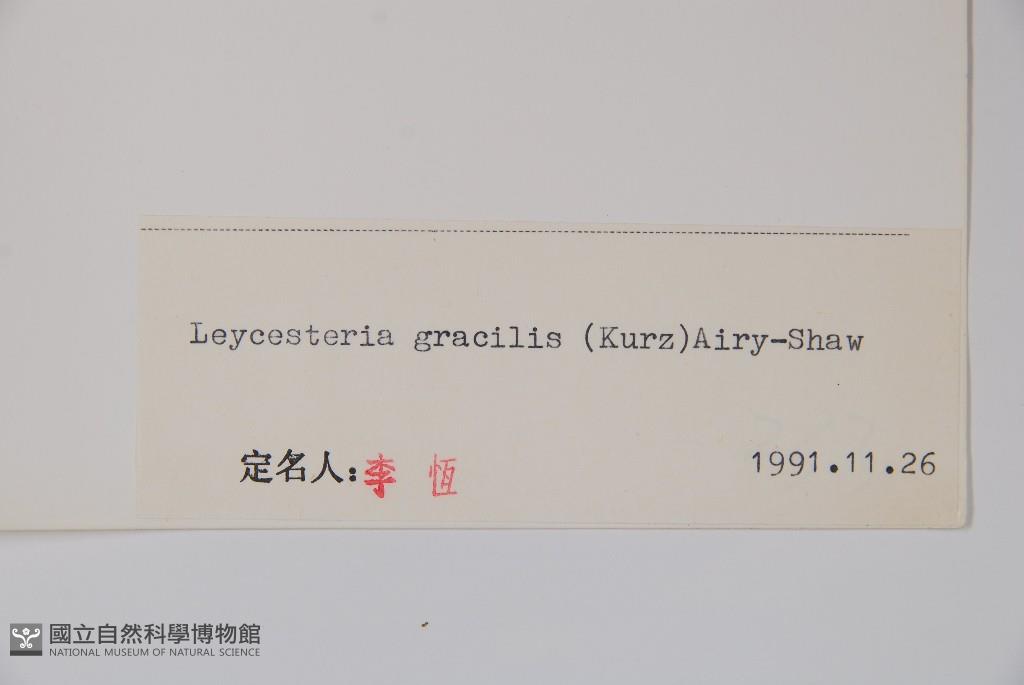 Leycesteria gracilis (Kurz)Airy-Shaw
定名人:李 恆
1991.11.26
國立自然科學博物館
NATIONAL MUSEUM OF NATURAL SCIENCE